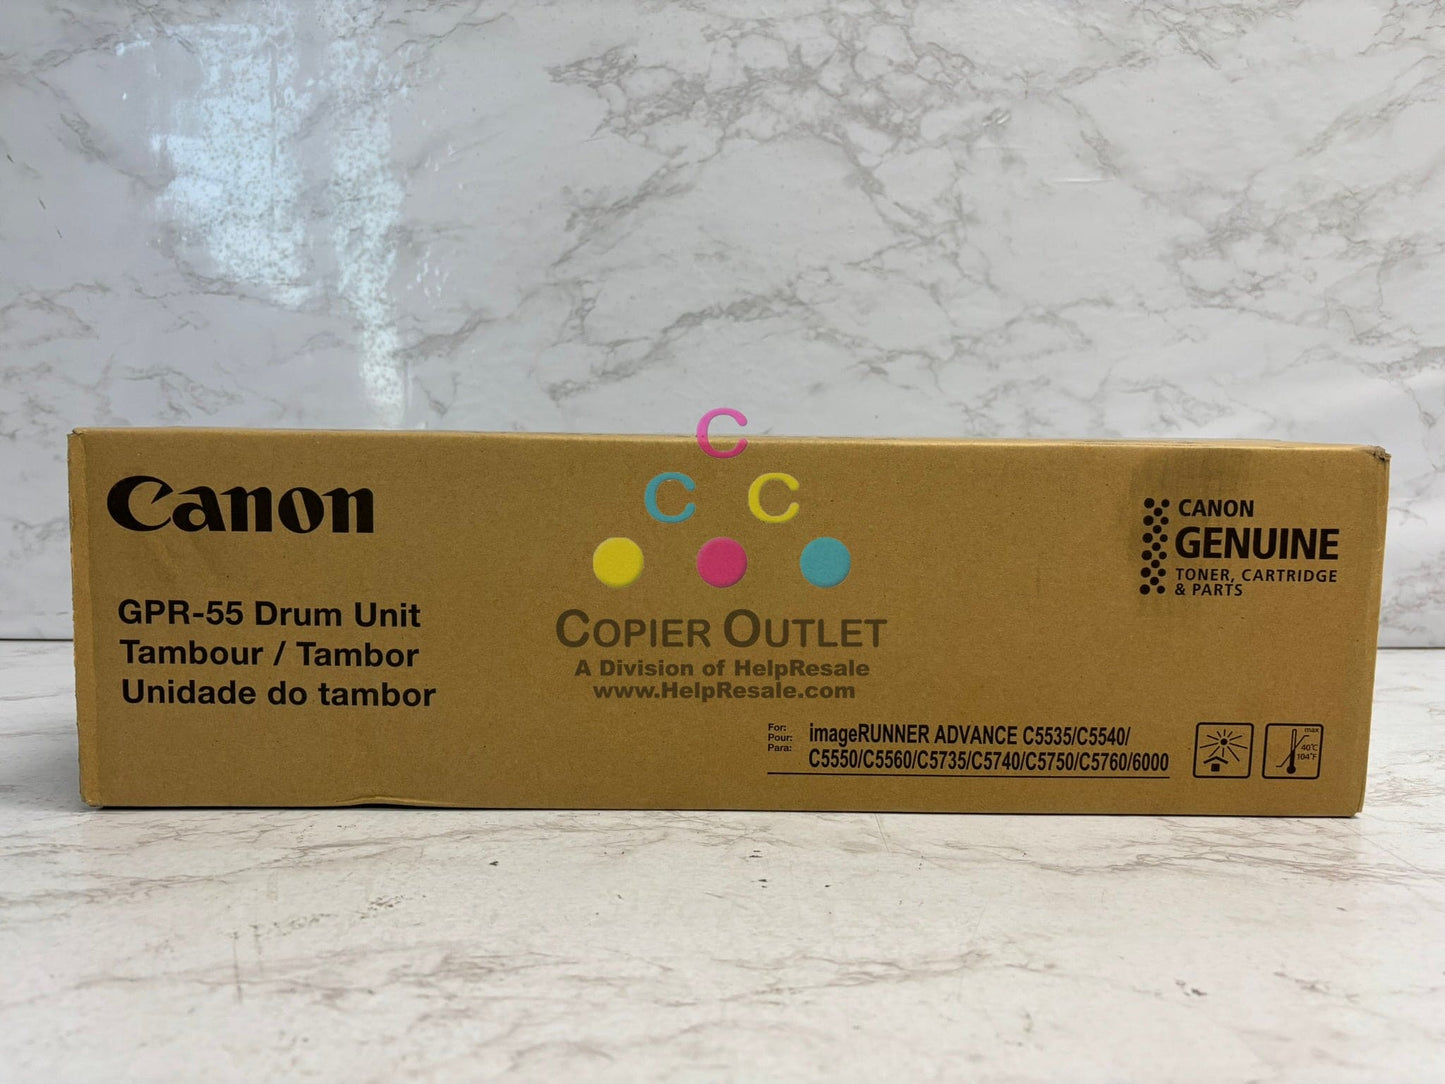 Canon
GPR-55 Drum Unit
Tambour / Tambor
Unidade do tambor
C
C C
COPIER OUTLET
A Division of HelpResale
www.HelpResale.com
CANON
GENUINE
TONER, CARTRIDGE
& PARTS
For:
Pour:
Para:
imageRUNNER ADVANCE C5535/C5540/
C5550/C5560/C5735/C5740/C5750/C5760/6000
max
40°C
104°F